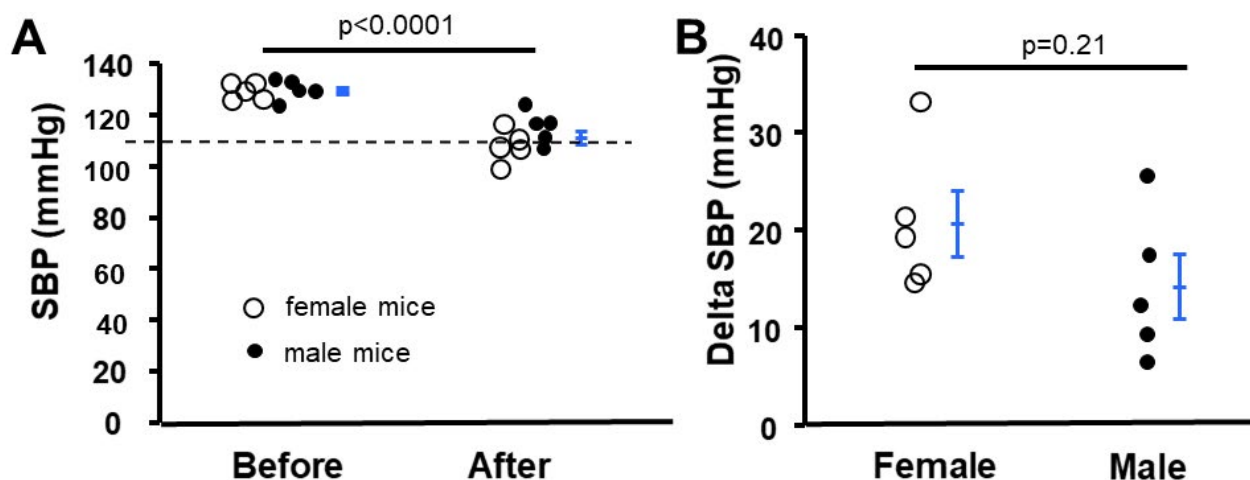 A
p<0.0001
SBP (mmHg)
140
120
100
80
60
40
20
0
female mice
male mice
Before
After
B
p=0.21
Delta SBP (mmHg)
40
30
20
10
0
Female
Male